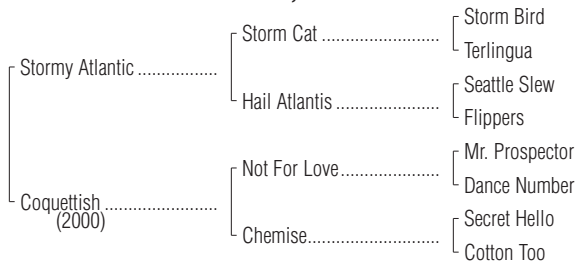 Storm Bird
Storm Cat ........................
Terlingua
Stormy Atlantic ................
Seattle Slew
Hail Atlantis .....................
Flippers
Mr. Prospector
Not For Love....................
Dance Number
Coquettish .......................
(2000)
Secret Hello
Chemise...........................
Cotton Too